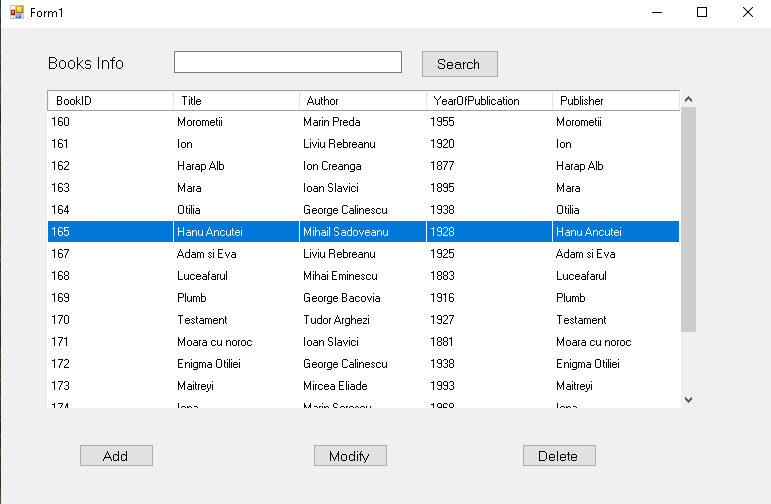 Form1
Books Info Search
BookID Title Author YearOfPublication Publisher
160 Morometii Marin Preda 1955 Morometii
161 Ion Liviu Rebreanu 1920 Ion
162 Harap Alb Ion Creanga 1877 Harap Alb
163 Mara Ioan Slavici 1895 Mara
164 Otilia George Calinescu 1938 Otilia
165 Hanu Ancutei Mihail Sadoveanu 1928 Hanu Ancutei
167 Adam si Eva Liviu Rebreanu 1925 Adam si Eva
168 Luceafarul Mihai Eminescu 1883 Luceafarul
169 Plumb George Bacovia 1916 Plumb
170 Testament Tudor Arghezi 1927 Testament
171 Moara cu noroc Ioan Slavici 1881 Moara cu noroc
172 Enigma Otiliei George Calinescu 1938 Enigma Otiliei
173 Maitreyi Mircea Eliade 1993 Maitreyi
174 Iona Marin Sorescu 1968 Iona
Add Modify Delete